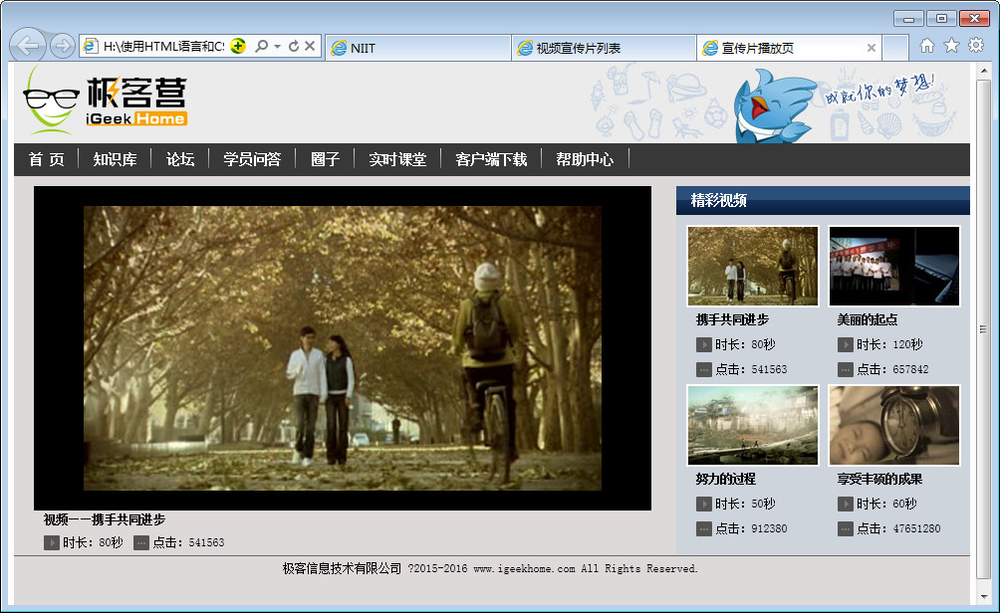 H:\使用HTML语言和CS
NIIT
视频宣传片列表
宣传片播放页
极客营
iGeek Home
成就你的梦想!
首 页 知识库 论坛 学员问答 圈子 实时课堂 客户端下载 帮助中心
精彩视频
携手共同进步 美丽的起点
时长: 80秒 时长: 120秒
点击: 541563 点击: 657842
努力的过程 享受丰硕的成果
时长: 50秒 时长: 60秒
点击: 912380 点击: 47651280
视频——携手共同进步
时长: 80秒 点击: 541563
极客信息技术有限公司 ?2015-2016 www.igeekhome.com All Rights Reserved.